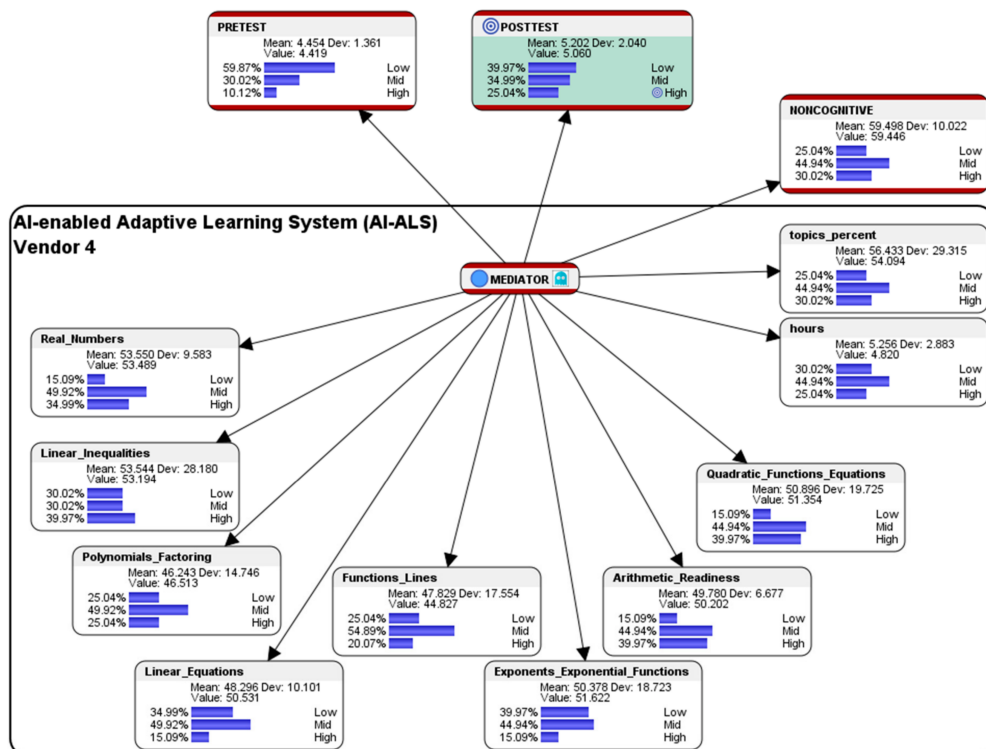 PRETEST
Mean: 4.454 Dev: 1.361
Value: 4.419
59.87% Low
30.02% Mid
10.12% High
POSTTEST
Mean: 5.202 Dev: 2.040
Value: 5.060
39.97% Low
34.99% Mid
25.04% High
NONCOGNITIVE
Mean: 59.498 Dev: 10.022
Value: 59.446
25.04% Low
44.94% Mid
30.02% High
AI-enabled Adaptive Learning System (AI-ALS)
Vendor 4
topics_percent
Mean: 56.433 Dev: 29.315
Value: 54.094
25.04% Low
44.94% Mid
30.02% High
MEDIATOR
hours
Mean: 5.256 Dev: 2.883
Value: 4.820
30.02% Low
44.94% Mid
25.04% High
Real_Numbers
Mean: 53.550 Dev: 9.583
Value: 53.489
15.09% Low
49.92% Mid
34.99% High
Linear_Inequalities
Mean: 53.544 Dev: 28.180
Value: 53.194
30.02% Low
30.02% Mid
39.97% High
Quadratic_Functions_Equations
Mean: 50.896 Dev: 19.725
Value: 51.354
15.09% Low
44.94% Mid
39.97% High
Polynomials_Factoring
Mean: 46.243 Dev: 14.746
Value: 46.513
25.04% Low
49.92% Mid
25.04% High
Functions_Lines
Mean: 47.829 Dev: 17.554
Value: 44.827
25.04% Low
54.89% Mid
20.07% High
Arithmetic_Readiness
Mean: 49.780 Dev: 6.677
Value: 50.202
15.09% Low
44.94% Mid
39.97% High
Linear_Equations
Mean: 48.296 Dev: 10.101
Value: 50.531
34.99% Low
49.92% Mid
15.09% High
Exponents_Exponential_Functions
Mean: 50.378 Dev: 18.723
Value: 51.622
39.97% Low
44.94% Mid
15.09% High